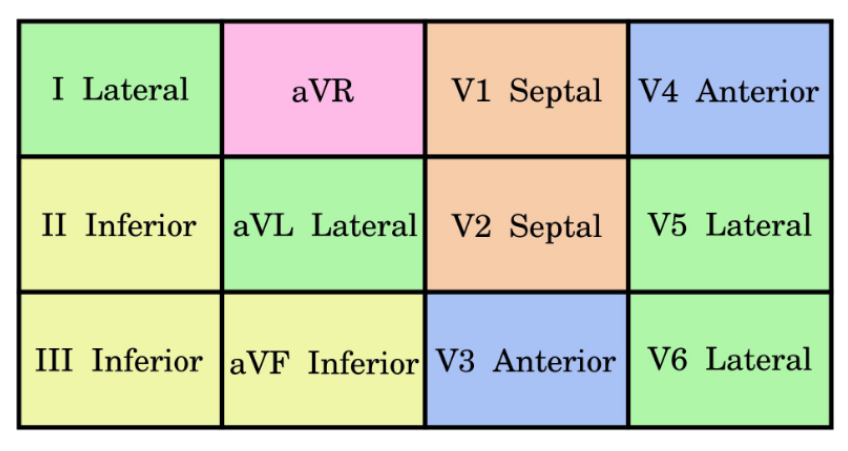 I Lateral
aVR
V1 Septal
V4 Anterior
II Inferior
aVL Lateral
V2 Septal
V5 Lateral
III Inferior
aVF Inferior
V3 Anterior
V6 Lateral